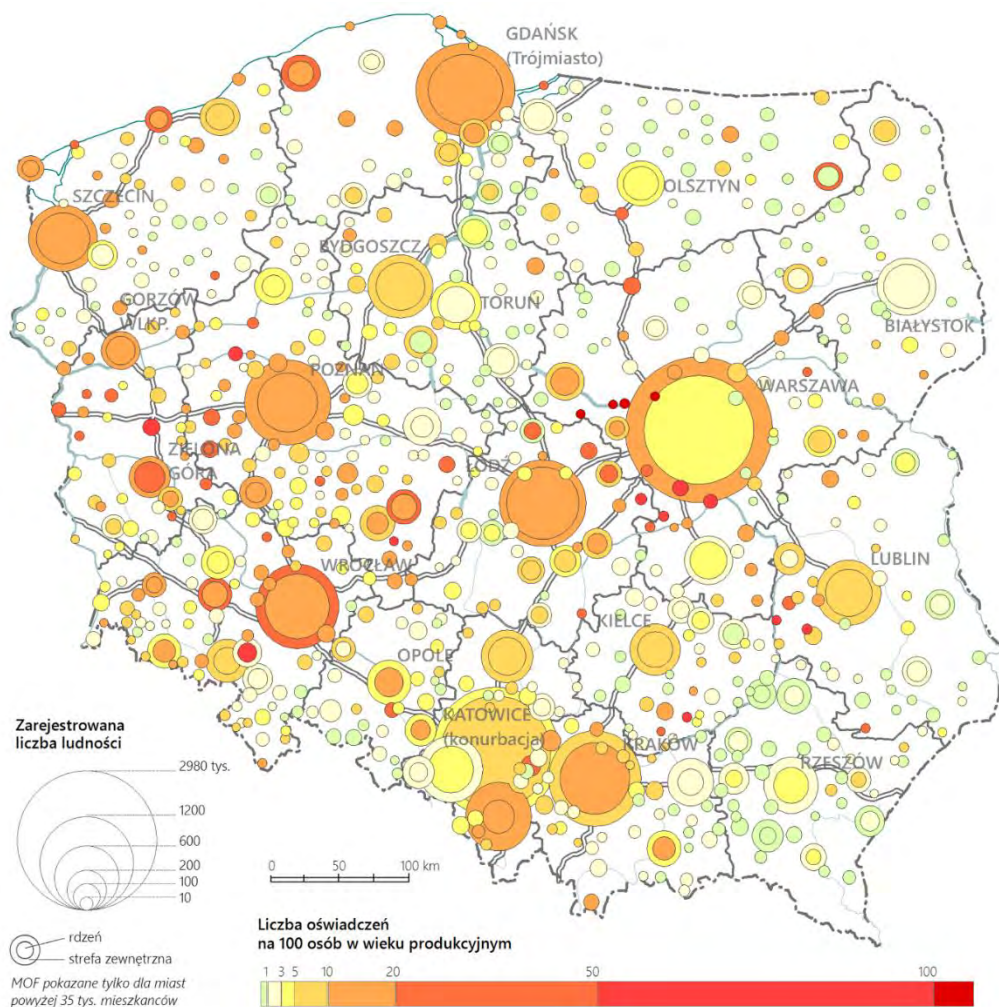 GDAŃSK
(Trójmiasto)
SZCZECIN
OLSZTYN
BYDGOSZCZ
GORZÓW
WLKP.
TORUŃ
BIAŁYSTOK
POZNAŃ
WARSZAWA
ZIELONA
GÓRA
ŁÓDŹ
WROCŁAW
LUBLIN
KIELCE
OPOLE
KATOWICE
(konurbacja)
KRAKÓW
RZESZÓW
Zarejestrowana
liczba ludności
2980 tys.
1200
600
200
100
10
rdzeń
strefa zewnętrzna
MOF pokazane tylko dla miast
powyżej 35 tys. mieszkańców
0 50 100 km
Liczba oświadczeń
na 100 osób w wieku produkcyjnym
1 3 5 10 20 50 100